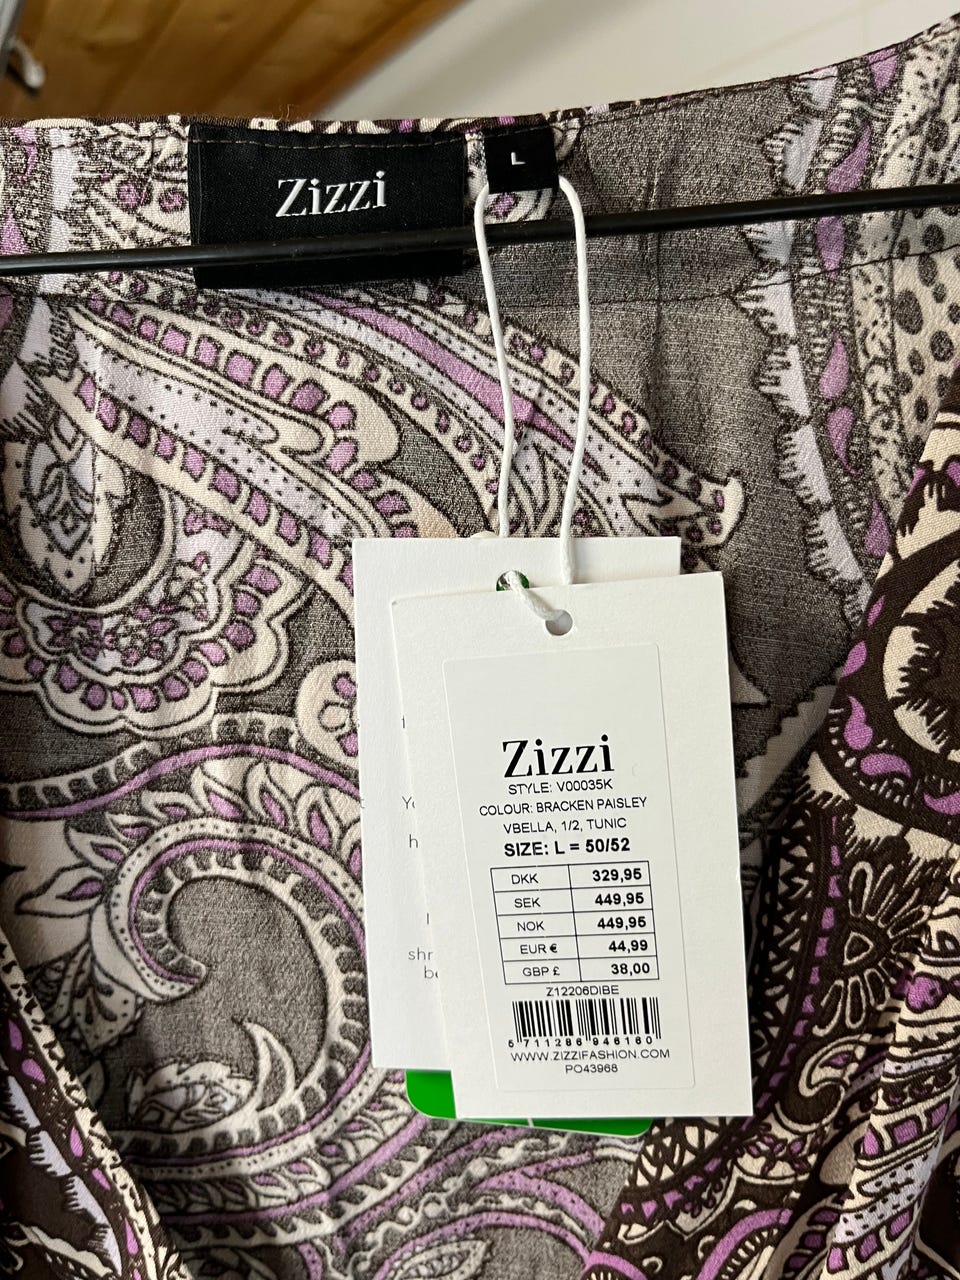 Zizzi
L
Zizzi
STYLE: V00035K
COLOUR: BRACKEN PAISLEY
VBELLA, 1/2, TUNIC
SIZE: L = 50/52
DKK 329,95
SEK 449,95
NOK 449,95
EUR € 44,99
GBP £ 38,00
Z12206DIBE
5 711286 946160
WWW.ZIZZIFASHION.COM
PO43968